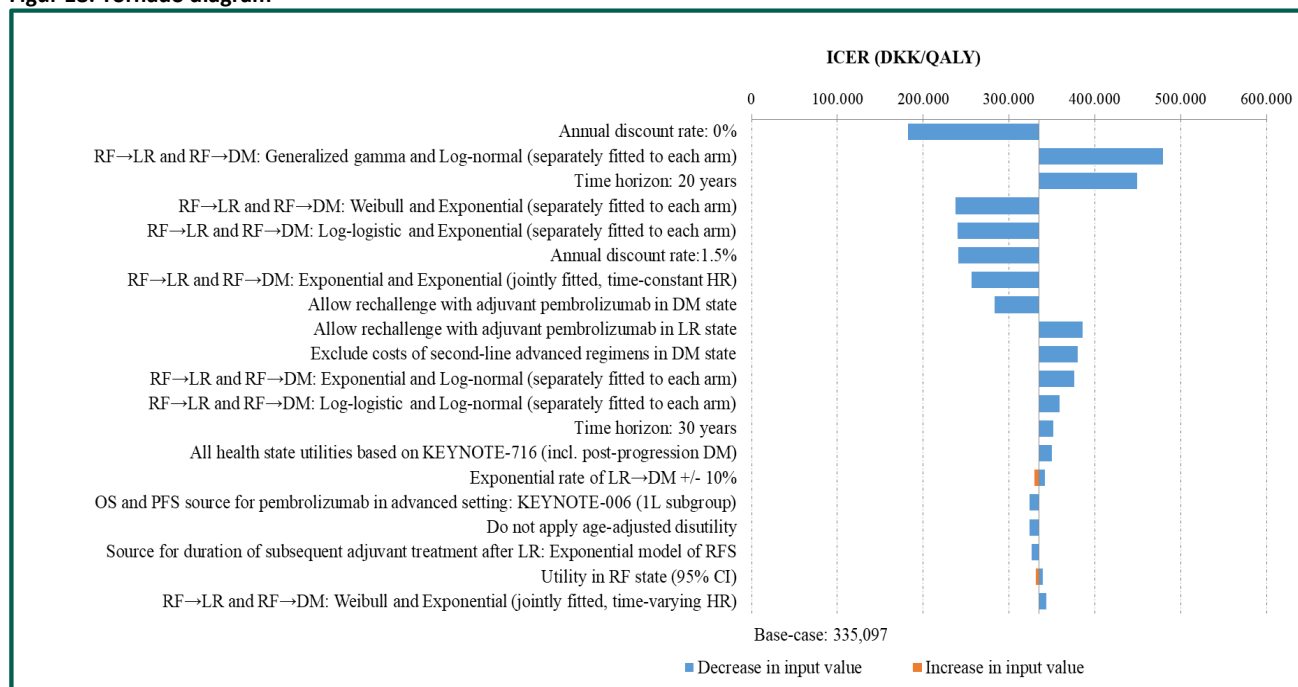 ICER (DKK/QALY)
0 100.000 200.000 300.000 400.000 500.000 600.000
Annual discount rate: 0%
RF→LR and RF→DM: Generalized gamma and Log-normal (separately fitted to each arm)
Time horizon: 20 years
RF→LR and RF→DM: Weibull and Exponential (separately fitted to each arm)
RF→LR and RF→DM: Log-logistic and Exponential (separately fitted to each arm)
Annual discount rate:1.5%
RF→LR and RF→DM: Exponential and Exponential (jointly fitted, time-constant HR)
Allow rechallenge with adjuvant pembrolizumab in DM state
Allow rechallenge with adjuvant pembrolizumab in LR state
Exclude costs of second-line advanced regimens in DM state
RF→LR and RF→DM: Exponential and Log-normal (separately fitted to each arm)
RF→LR and RF→DM: Log-logistic and Log-normal (separately fitted to each arm)
Time horizon: 30 years
All health state utilities based on KEYNOTE-716 (incl. post-progression DM)
Exponential rate of LR→DM +/- 10%
OS and PFS source for pembrolizumab in advanced setting: KEYNOTE-006 (1L subgroup)
Do not apply age-adjusted disutility
Source for duration of subsequent adjuvant treatment after LR: Exponential model of RFS
Utility in RF state (95% CI)
RF→LR and RF→DM: Weibull and Exponential (jointly fitted, time-varying HR)
Base-case: 335,097
Decrease in input value Increase in input value